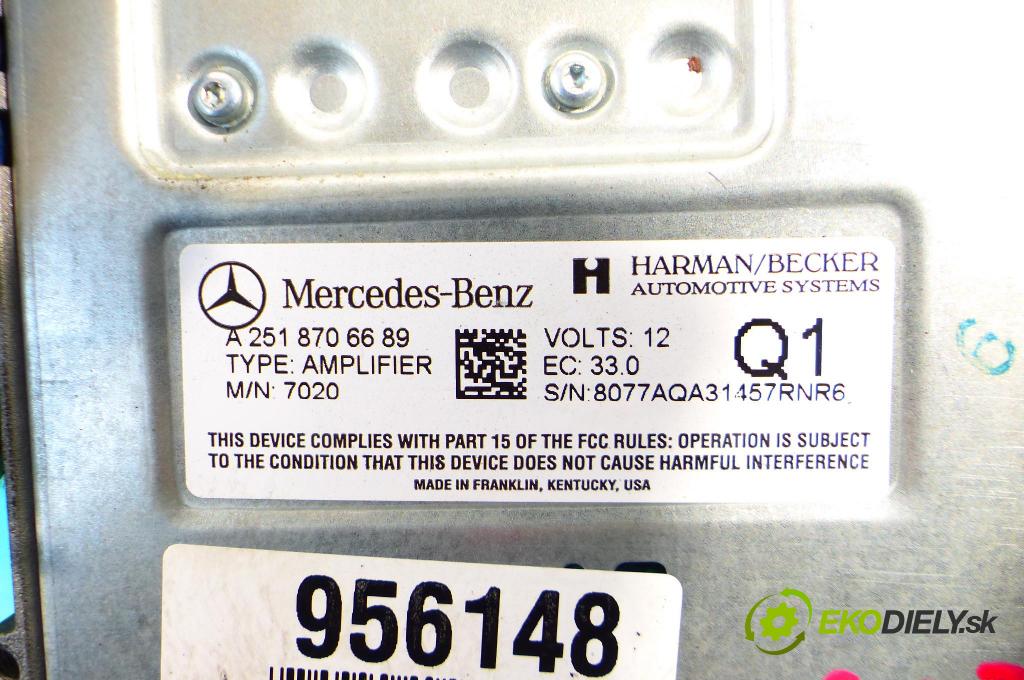 Mercedes-Benz
HARMAN/BECKER
AUTOMOTIVE SYSTEMS
A 251 870 66 89
TYPE: AMPLIFIER
M/N: 7020
VOLTS: 12
EC: 33.0
S/N:8077AQA31457RNR6
Q1
THIS DEVICE COMPLIES WITH PART 15 OF THE FCC RULES: OPERATION IS SUBJECT
TO THE CONDITION THAT THIS DEVICE DOES NOT CAUSE HARMFUL INTERFERENCE
MADE IN FRANKLIN, KENTUCKY, USA
956148
EKODIELY.sk